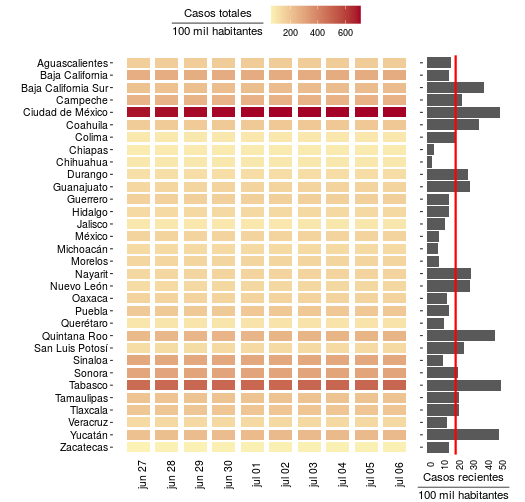 Casos totales
100 mil habitantes
200 400 600
Aguascalientes
Baja California
Baja California Sur
Campeche
Ciudad de México
Coahuila
Colima
Chiapas
Chihuahua
Durango
Guanajuato
Guerrero
Hidalgo
Jalisco
México
Michoacán
Morelos
Nayarit
Nuevo León
Oaxaca
Puebla
Querétaro
Quintana Roo
San Luis Potosí
Sinaloa
Sonora
Tabasco
Tamaulipas
Tlaxcala
Veracruz
Yucatán
Zacatecas
jun 27
jun 28
jun 29
jun 30
jul 01
jul 02
jul 03
jul 04
jul 05
jul 06
0
10
20
30
40
50
Casos recientes
100 mil habitantes